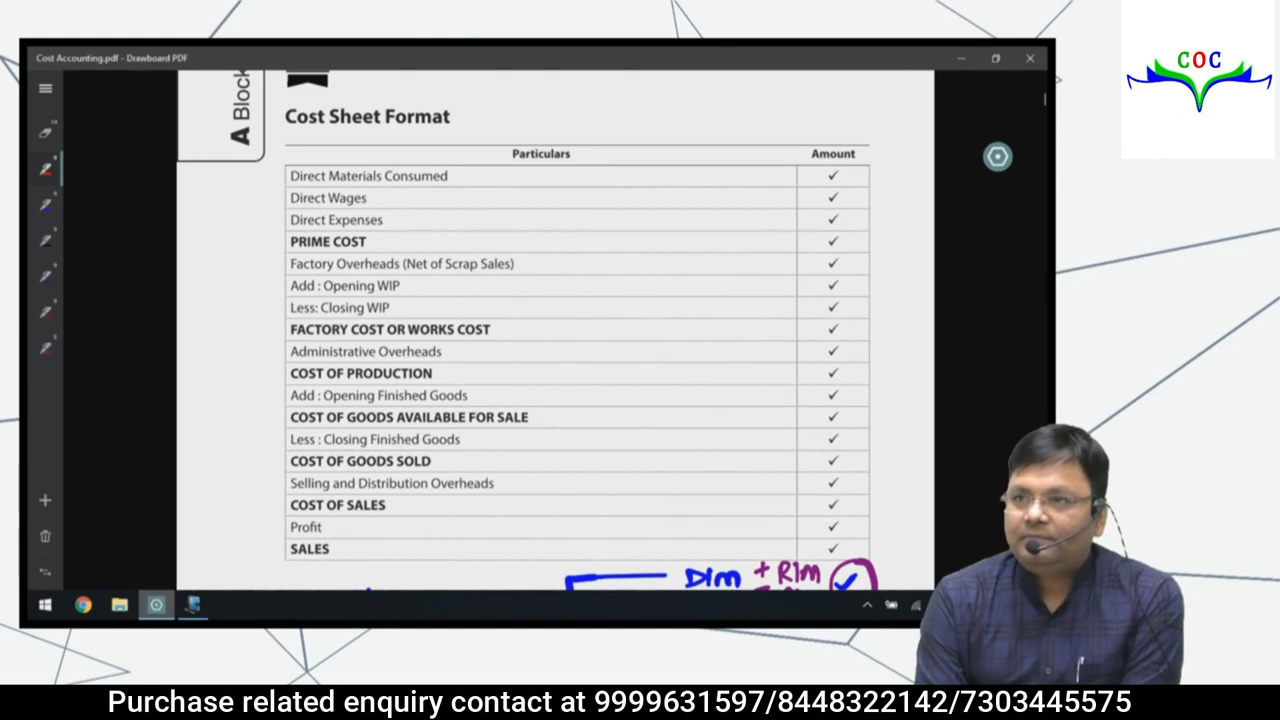 Cost Accounting.pdf - Drawboard PDF
COC
A Block
Cost Sheet Format
Particulars Amount
Direct Materials Consumed ✓
Direct Wages ✓
Direct Expenses ✓
PRIME COST ✓
Factory Overheads (Net of Scrap Sales) ✓
Add : Opening WIP ✓
Less: Closing WIP ✓
FACTORY COST OR WORKS COST ✓
Administrative Overheads ✓
COST OF PRODUCTION ✓
Add : Opening Finished Goods ✓
COST OF GOODS AVAILABLE FOR SALE ✓
Less : Closing Finished Goods ✓
COST OF GOODS SOLD ✓
Selling and Distribution Overheads ✓
COST OF SALES ✓
Profit ✓
SALES ✓
DIM + RIM ✓
Purchase related enquiry contact at 9999631597/8448322142/7303445575